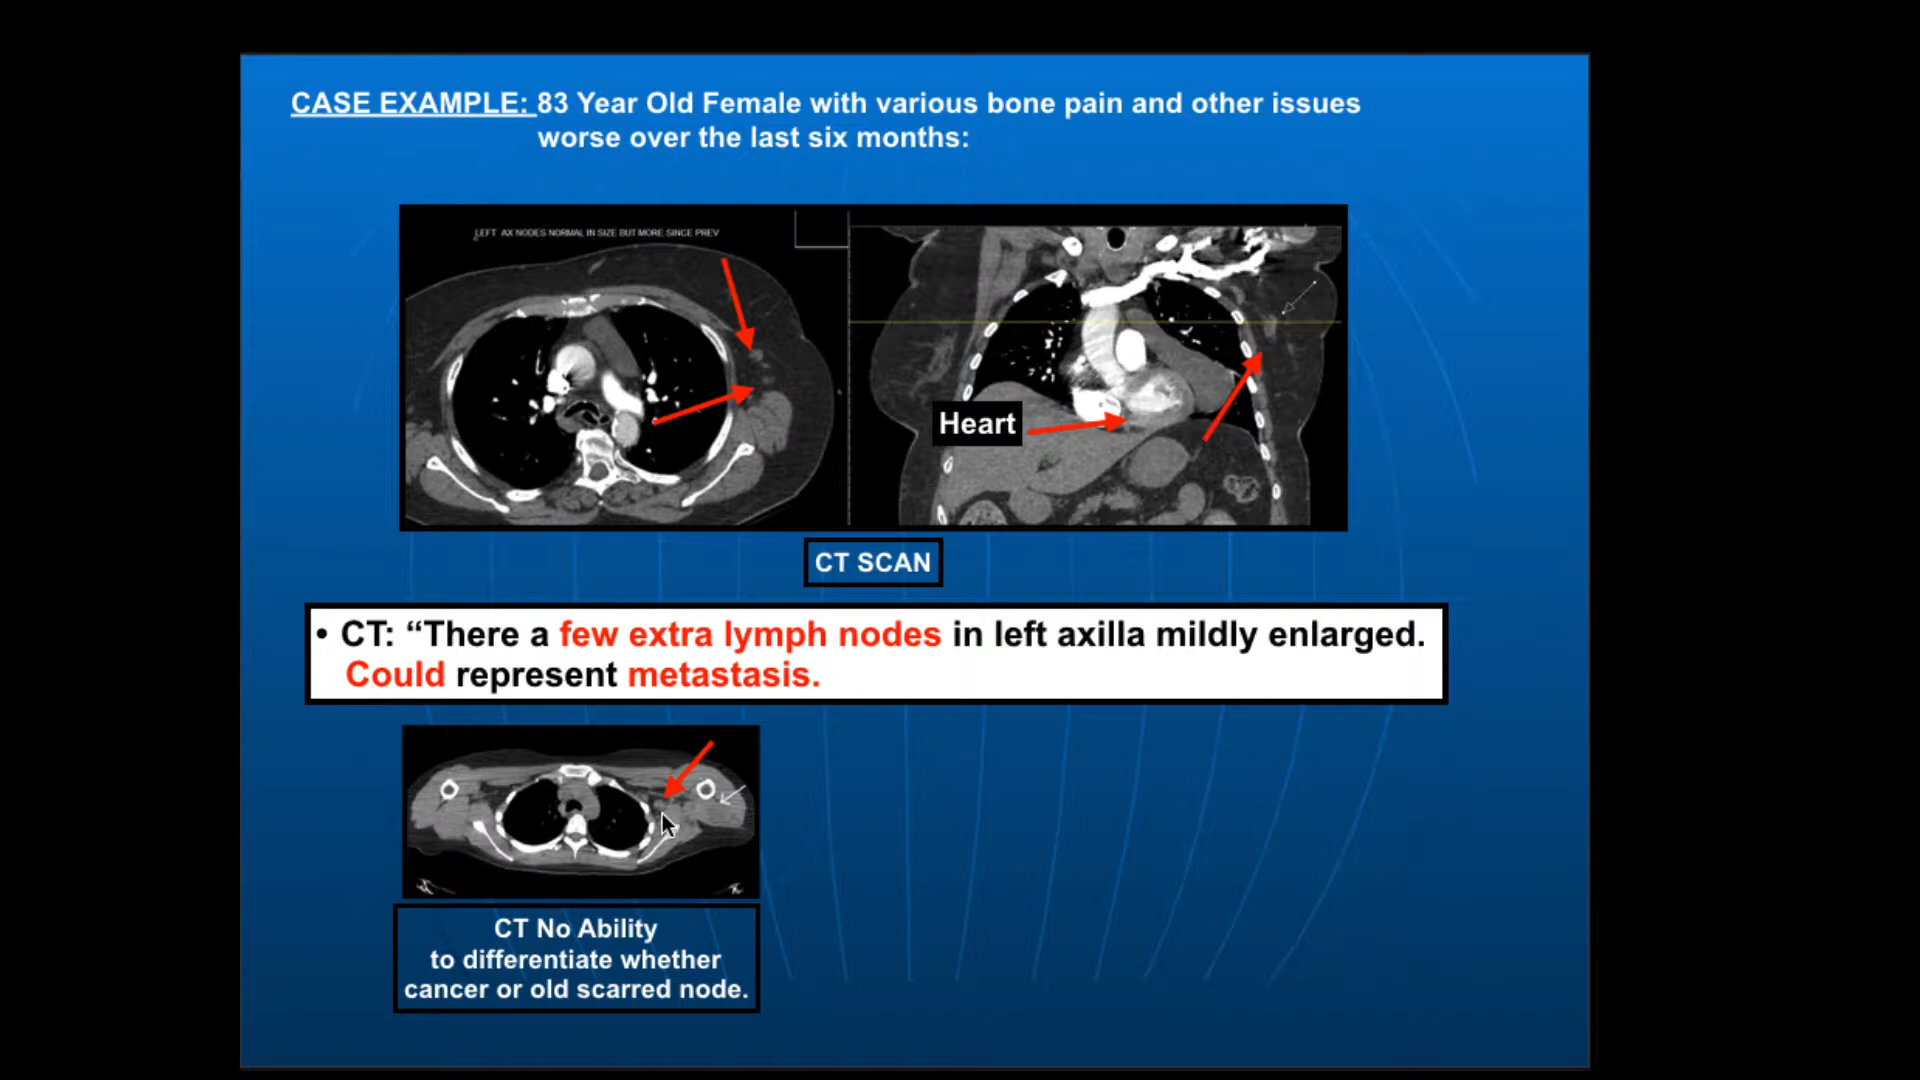 CASE EXAMPLE: 83 Year Old Female with various bone pain and other issues
worse over the last six months:
LEFT AX NODES NORMAL IN SIZE BUT MORE SINCE PREV
Heart
CT SCAN
• CT: “There a few extra lymph nodes in left axilla mildly enlarged.
Could represent metastasis.
CT No Ability
to differentiate whether
cancer or old scarred node.